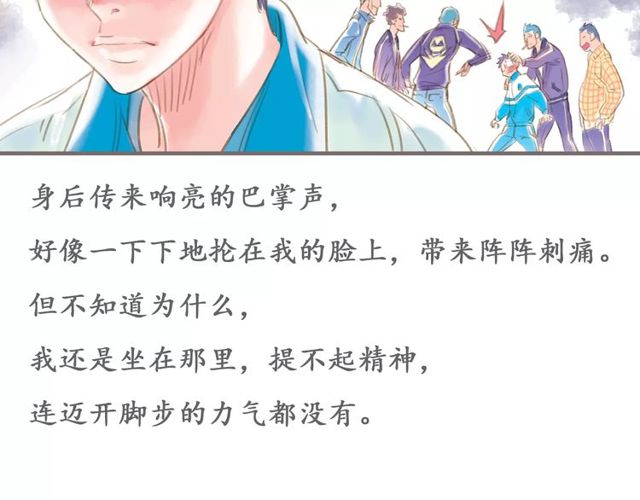 身后传来响亮的巴掌声，
好像一下下地抡在我的脸上，带来阵阵刺痛。
但不知道为什么，
我还是坐在那里，提不起精神，
连迈开脚步的力气都没有。